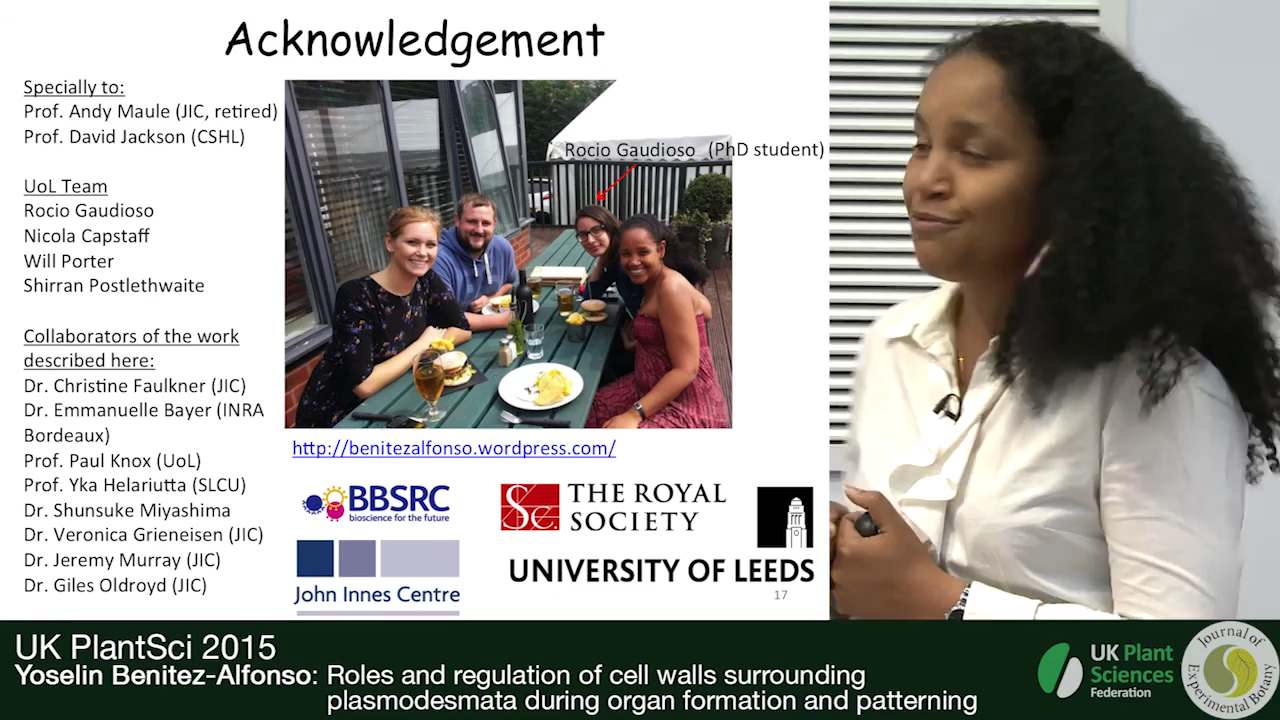 Acknowledgement
Specially to:
Prof. Andy Maule (JIC, retired)
Prof. David Jackson (CSHL)
UoL Team
Rocio Gaudioso
Nicola Capstaff
Will Porter
Shirran Postlethwaite
Collaborators of the work
described here:
Dr. Christine Faulkner (JIC)
Dr. Emmanuelle Bayer (INRA
Bordeaux)
Prof. Paul Knox (UoL)
Prof. Yka Helariutta (SLCU)
Dr. Shunsuke Miyashima
Dr. Veronica Grieneisen (JIC)
Dr. Jeremy Murray (JIC)
Dr. Giles Oldroyd (JIC)
Rocio Gaudioso (PhD student)
http://benitezalfonso.wordpress.com/
BBSRC
bioscience for the future
THE ROYAL
SOCIETY
John Innes Centre
UNIVERSITY OF LEEDS
17
UK PlantSci 2015
Yoselin Benitez-Alfonso: Roles and regulation of cell walls surrounding
plasmodesmata during organ formation and patterning
UK Plant
Sciences
Federation
Journal of
Experimental Botany